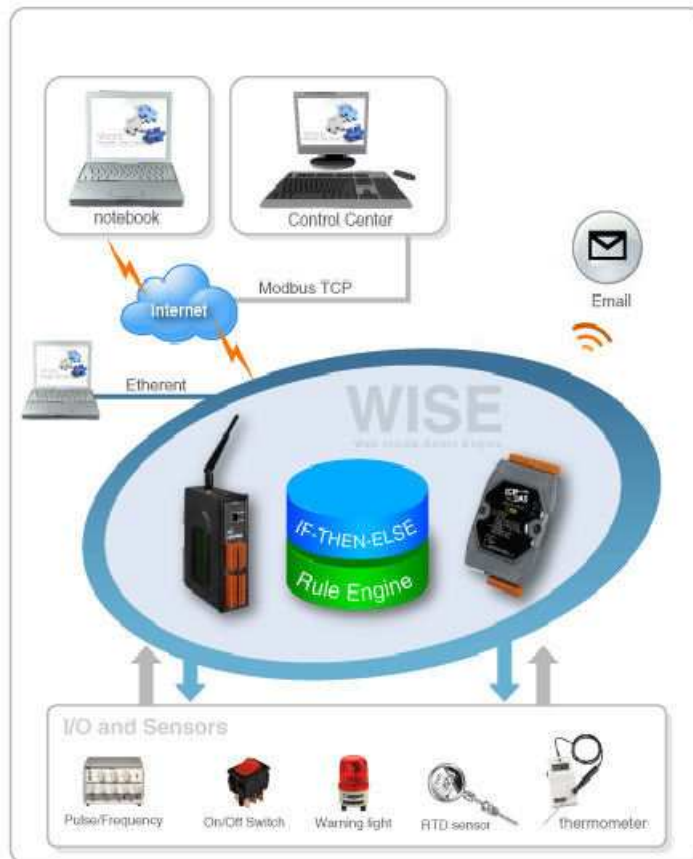 notebook
Control Center
Modbus TCP
Internet
Email
Etherent
WISE
IF-THEN-ELSE
Rule Engine
I/O and Sensors
Pulse/Frequency
On/Off Switch
Warning light
RTD sensor
thermometer